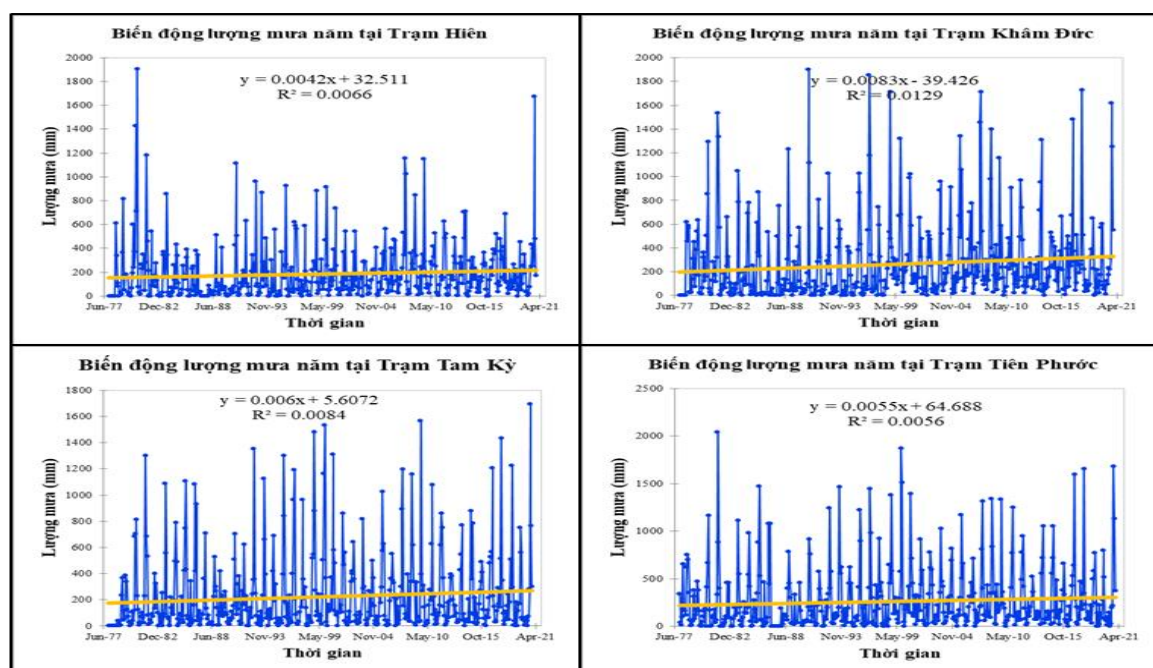 Biến động lượng mưa năm tại Trạm Hiên
y = 0.0042x + 32.511
R² = 0.0066
Lượng mưa (mm)
2000
1800
1600
1400
1200
1000
800
600
400
200
0
Jun-77 Dec-82 Jun-88 Nov-93 May-99 Nov-04 May-10 Oct-15 Apr-21
Thời gian
Biến động lượng mưa năm tại Trạm Khâm Đức
y = 0.0083x - 39.426
R² = 0.0129
Lượng mưa (mm)
2000
1800
1600
1400
1200
1000
800
600
400
200
0
Jun-77 Dec-82 Jun-88 Nov-93 May-99 Nov-04 May-10 Oct-15 Apr-21
Thời gian
Biến động lượng mưa năm tại Trạm Tam Kỳ
y = 0.006x + 5.6072
R² = 0.0084
Lượng mưa (mm)
1800
1600
1400
1200
1000
800
600
400
200
0
Jun-77 Dec-82 Jun-88 Nov-93 May-99 Nov-04 May-10 Oct-15 Apr-21
Thời gian
Biến động lượng mưa năm tại Trạm Tiên Phước
y = 0.0055x + 64.688
R² = 0.0056
Lượng mưa (mm)
2500
2000
1500
1000
500
0
Jun-77 Dec-82 Jun-88 Nov-93 May-99 Nov-04 May-10 Oct-15 Apr-21
Thời gian